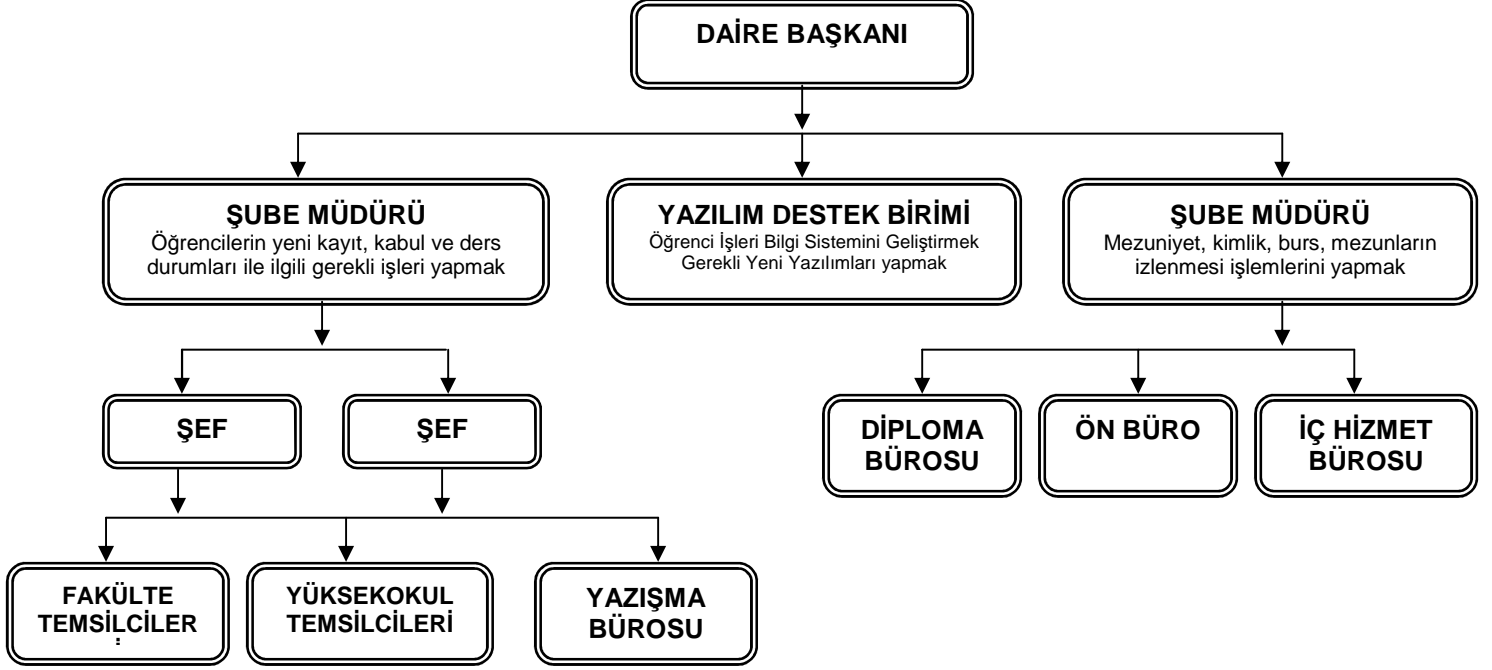 DAİRE BAŞKANI
ŞUBE MÜDÜRÜ
Öğrencilerin yeni kayıt, kabul ve ders
durumları ile ilgili gerekli işleri yapmak
YAZILIM DESTEK BİRİMİ
Öğrenci İşleri Bilgi Sistemini Geliştirmek
Gerekli Yeni Yazılımları yapmak
ŞUBE MÜDÜRÜ
Mezuniyet, kimlik, burs, mezunların
izlenmesi işlemlerini yapmak
ŞEF
ŞEF
DİPLOMA
BÜROSU
ÖN BÜRO
İÇ HİZMET
BÜROSU
FAKÜLTE
TEMSİLCİLER
YÜKSEKOKUL
TEMSİLCİLERİ
YAZIŞMA
BÜROSU